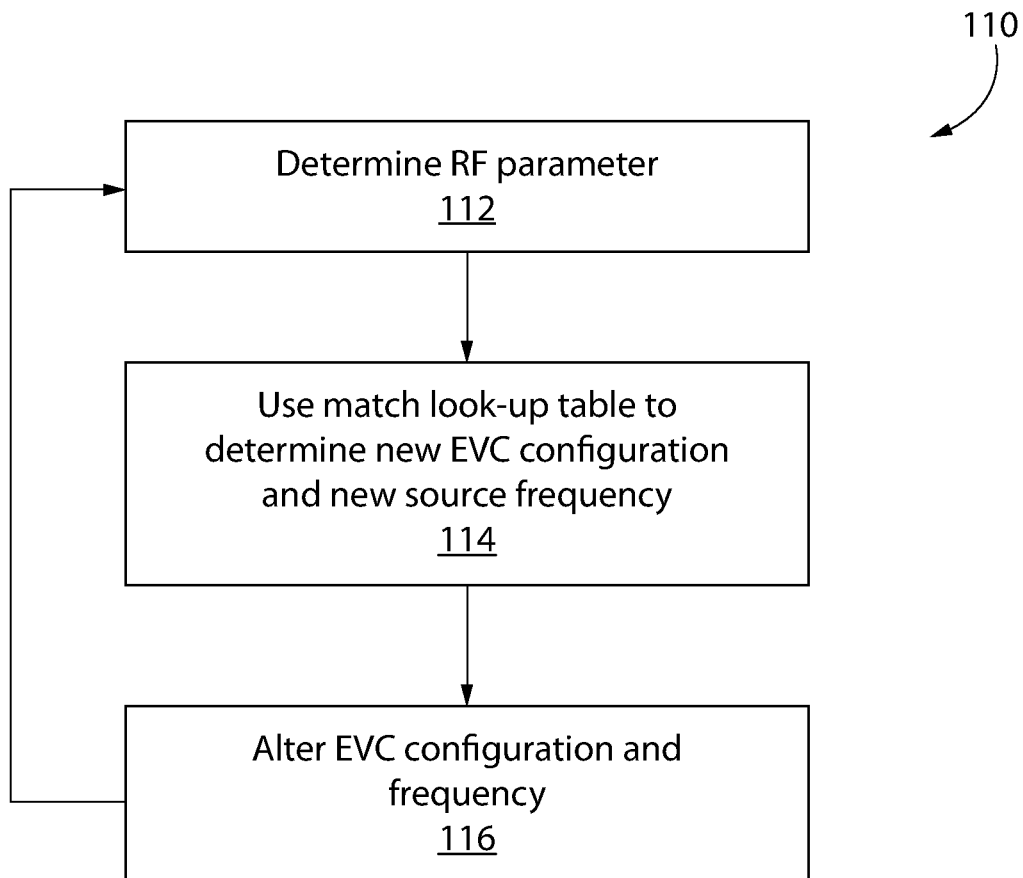 110
Determine RF parameter
112
Use match look-up table to
determine new EVC configuration
and new source frequency
114
Alter EVC configuration and
frequency
116